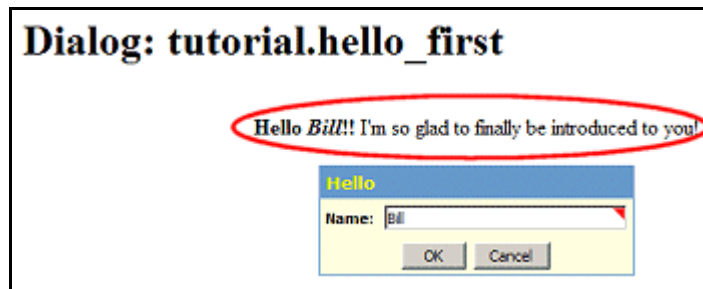 Dialog: tutorial.hello_first
Hello Bill!! I'm so glad to finally be introduced to you!
Hello
Name: Bill
OK Cancel